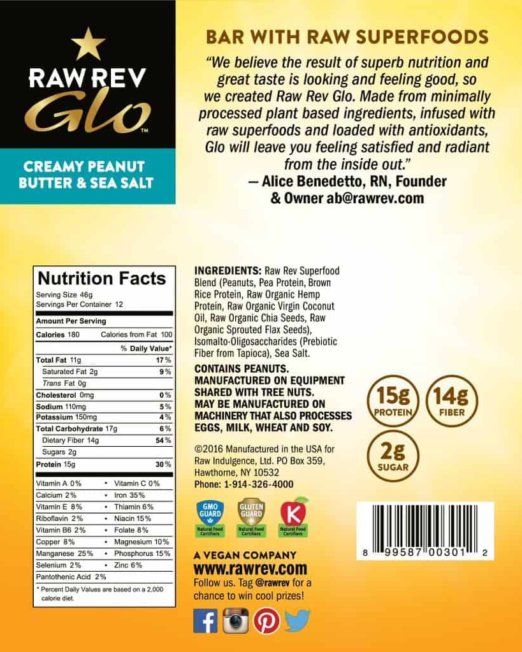 RAW REV
Glo™
CREAMY PEANUT
BUTTER & SEA SALT
BAR WITH RAW SUPERFOODS
“We believe the result of superb nutrition and
great taste is looking and feeling good, so
we created Raw Rev Glo. Made from minimally
processed plant based ingredients, infused with
raw superfoods and loaded with antioxidants,
Glo will leave you feeling satisfied and radiant
from the inside out.”
— Alice Benedetto, RN, Founder
& Owner ab@rawrev.com
Nutrition Facts
Serving Size 46g
Servings Per Container 12
Amount Per Serving
Calories 180 Calories from Fat 100
% Daily Value*
Total Fat 11g 17%
Saturated Fat 2g 9%
Trans Fat 0g
Cholesterol 0mg 0%
Sodium 110mg 5%
Potassium 150mg 4%
Total Carbohydrate 17g 6%
Dietary Fiber 14g 54%
Sugars 2g
Protein 15g 30%
Vitamin A 0% • Vitamin C 0%
Calcium 2% • Iron 35%
Vitamin E 8% • Thiamin 6%
Riboflavin 2% • Niacin 15%
Vitamin B6 2% • Folate 8%
Copper 8% • Magnesium 10%
Manganese 25% • Phosphorus 15%
Selenium 2% • Zinc 6%
Pantothenic Acid 2%
* Percent Daily Values are based on a 2,000
calorie diet.
INGREDIENTS: Raw Rev Superfood
Blend (Peanuts, Pea Protein, Brown
Rice Protein, Raw Organic Hemp
Protein, Raw Organic Virgin Coconut
Oil, Raw Organic Chia Seeds, Raw
Organic Sprouted Flax Seeds),
Isomalto-Oligosaccharides (Prebiotic
Fiber from Tapioca), Sea Salt.
CONTAINS PEANUTS.
MANUFACTURED ON EQUIPMENT
SHARED WITH TREE NUTS.
MAY BE MANUFACTURED ON
MACHINERY THAT ALSO PROCESSES
EGGS, MILK, WHEAT AND SOY.
©2016 Manufactured in the USA for
Raw Indulgence, Ltd. PO Box 359,
Hawthorne, NY 10532
Phone: 1-914-326-4000
GMO
GUARD
Natural Food
Certifiers
GLUTEN
GUARD
Natural Food
Certifiers
K
Natural Food
Certifiers
A VEGAN COMPANY
www.rawrev.com
Follow us. Tag @rawrev for a
chance to win cool prizes!
15g
PROTEIN
14g
FIBER
2g
SUGAR
8 99587 00301 2